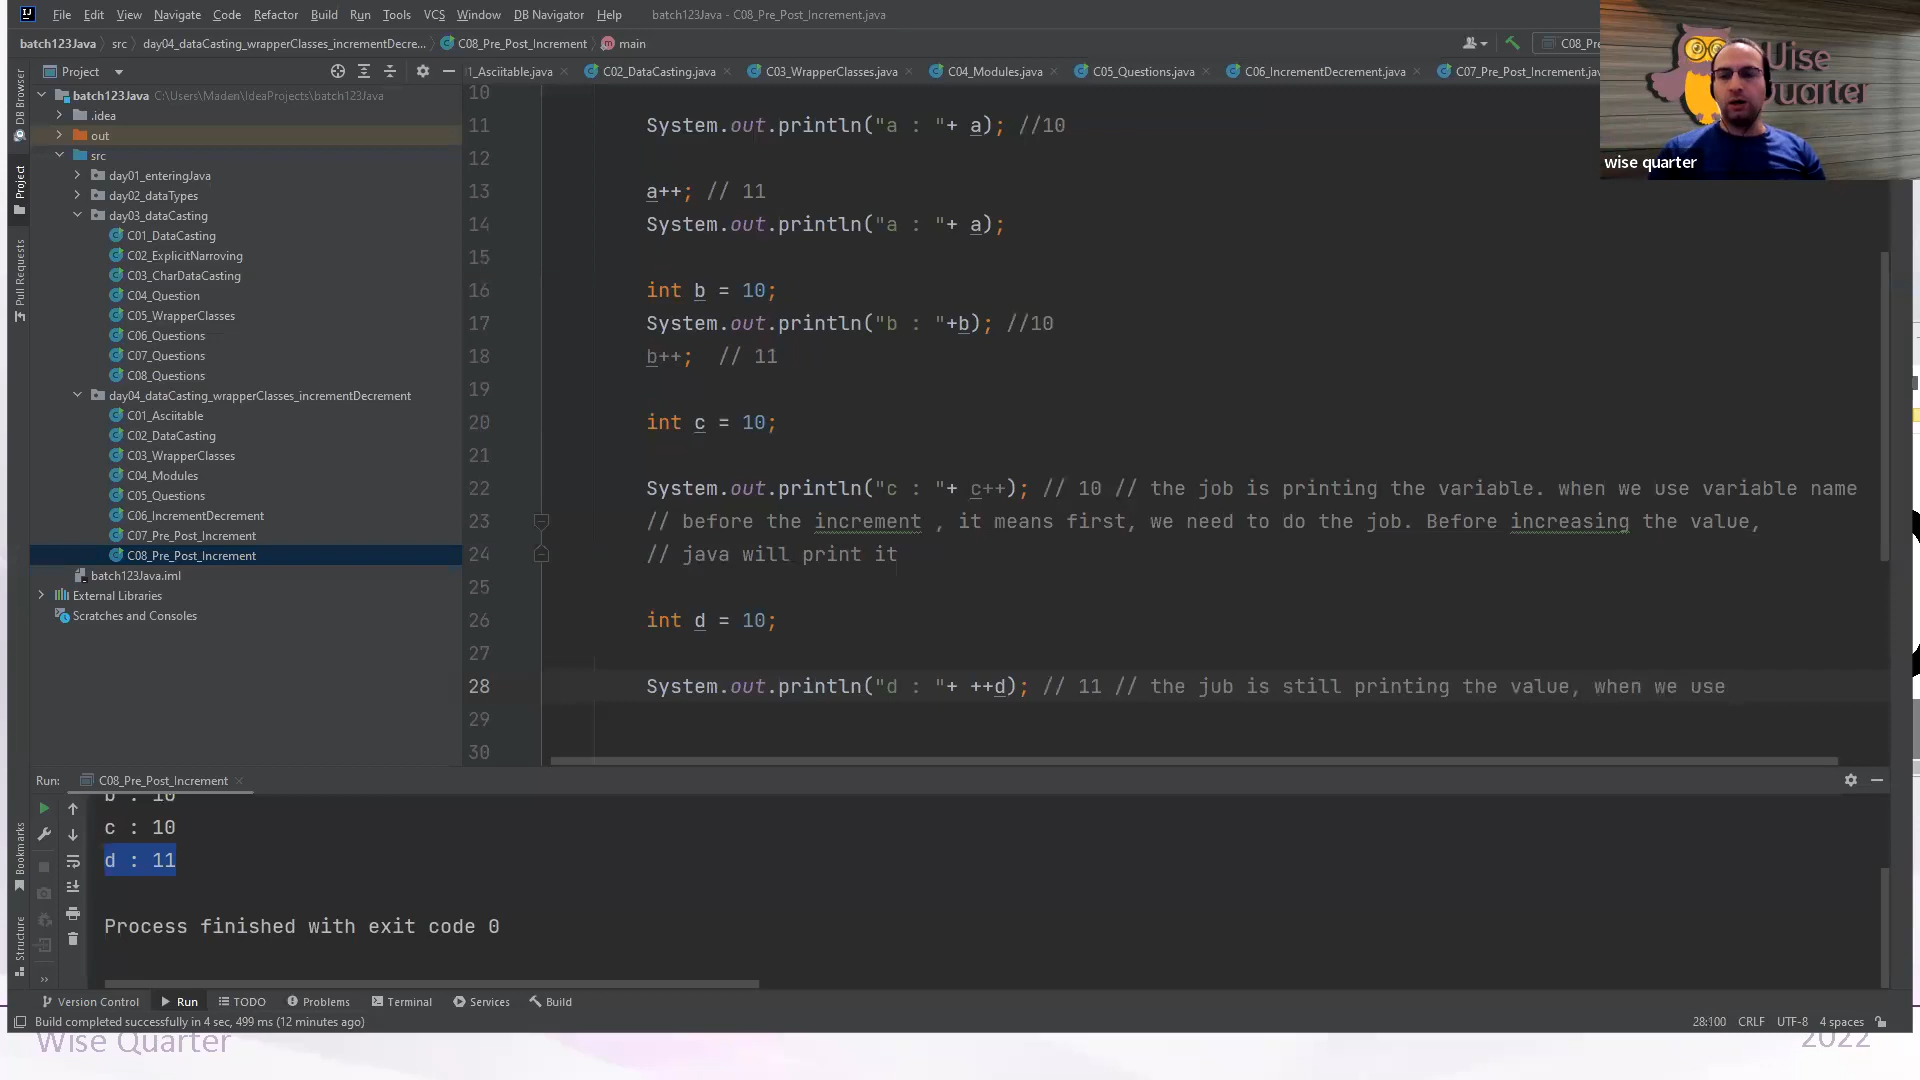 File Edit View Navigate Code Refactor Build Run Tools VCS Window DB Navigator Help batch123Java - C08_Pre_Post_Increment.java
batch123Java src day04_dataCasting_wrapperClasses_incrementDecre... C08_Pre_Post_Increment main C08_Pre
Project 1_Asciitable.java C02_DataCasting.java C03_WrapperClasses.java C04_Modules.java C05_Questions.java C06_IncrementDecrement.java C07_Pre_Post_Increment.jav
wise quarter
Wise
Quarter
DB Browser
Project
Pull Requests
Bookmarks
Structure
batch123Java C:\Users\Maden\IdeaProjects\batch123Java
.idea
out
src
day01_enteringJava
day02_dataTypes
day03_dataCasting
C01_DataCasting
C02_ExplicitNarroving
C03_CharDataCasting
C04_Question
C05_WrapperClasses
C06_Questions
C07_Questions
C08_Questions
day04_dataCasting_wrapperClasses_incrementDecrement
C01_Asciitable
C02_DataCasting
C03_WrapperClasses
C04_Modules
C05_Questions
C06_IncrementDecrement
C07_Pre_Post_Increment
C08_Pre_Post_Increment
batch123Java.iml
External Libraries
Scratches and Consoles
10
11 System.out.println("a : "+ a); //10
12
13 a++; // 11
14 System.out.println("a : "+ a);
15
16 int b = 10;
17 System.out.println("b : "+b); //10
18 b++; // 11
19
20 int c = 10;
21
22 System.out.println("c : "+ c++); // 10 // the job is printing the variable. when we use variable name
23 // before the increment , it means first, we need to do the job. Before increasing the value,
24 // java will print it
25
26 int d = 10;
27
28 System.out.println("d : "+ ++d); // 11 // the jub is still printing the value, when we use
29
30
Run: C08_Pre_Post_Increment
b : 10
c : 10
d : 11
Process finished with exit code 0
Version Control Run TODO Problems Terminal Services Build
Build completed successfully in 4 sec, 499 ms (12 minutes ago) 28:100 CRLF UTF-8 4 spaces
Wise Quarter 2022